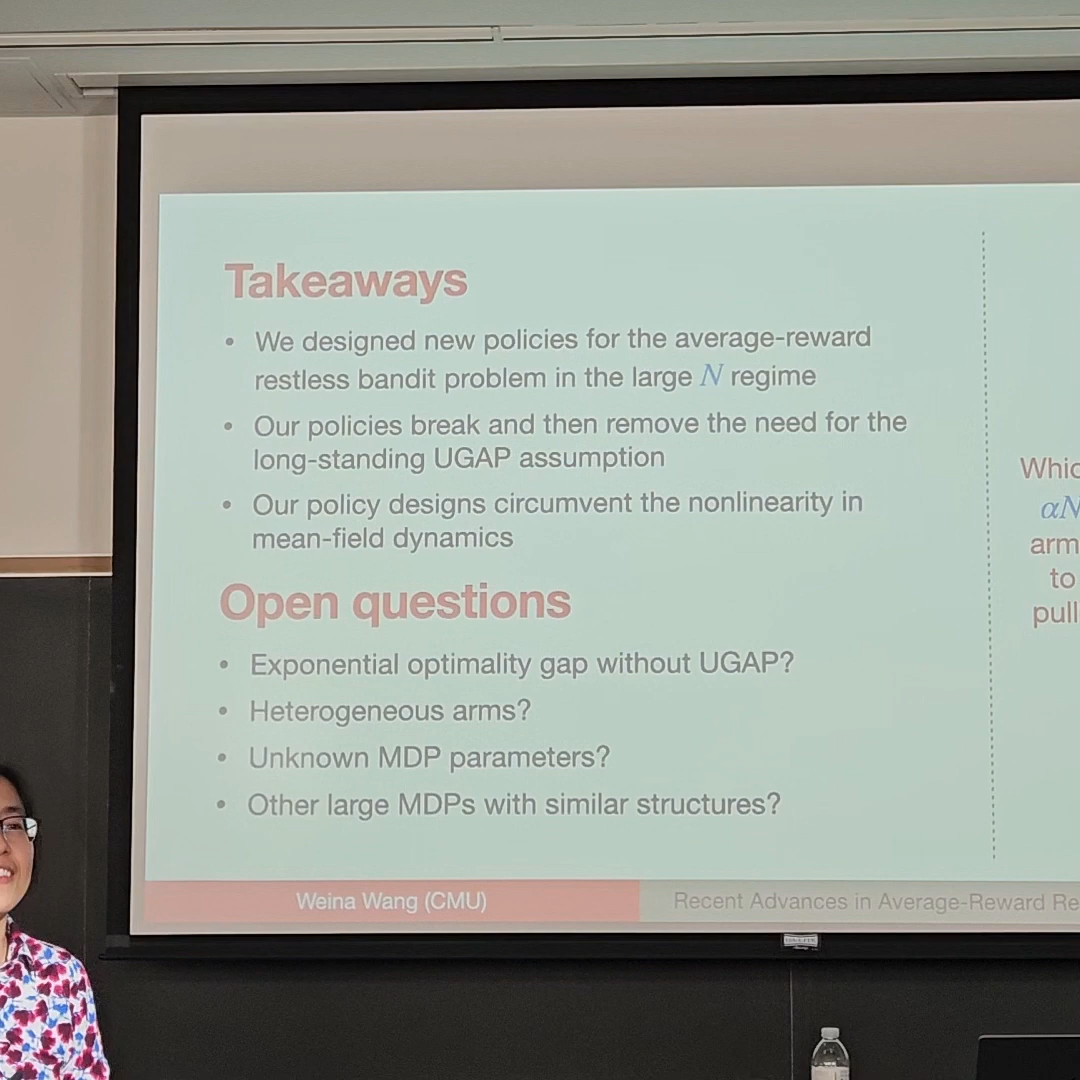 Takeaways
• We designed new policies for the average-reward
restless bandit problem in the large N regime
• Our policies break and then remove the need for the
long-standing UGAP assumption
• Our policy designs circumvent the nonlinearity in
mean-field dynamics
Open questions
• Exponential optimality gap without UGAP?
• Heterogeneous arms?
• Unknown MDP parameters?
• Other large MDPs with similar structures?
Whic
αN
arm
to
pull
Weina Wang (CMU)
Recent Advances in Average-Reward Re